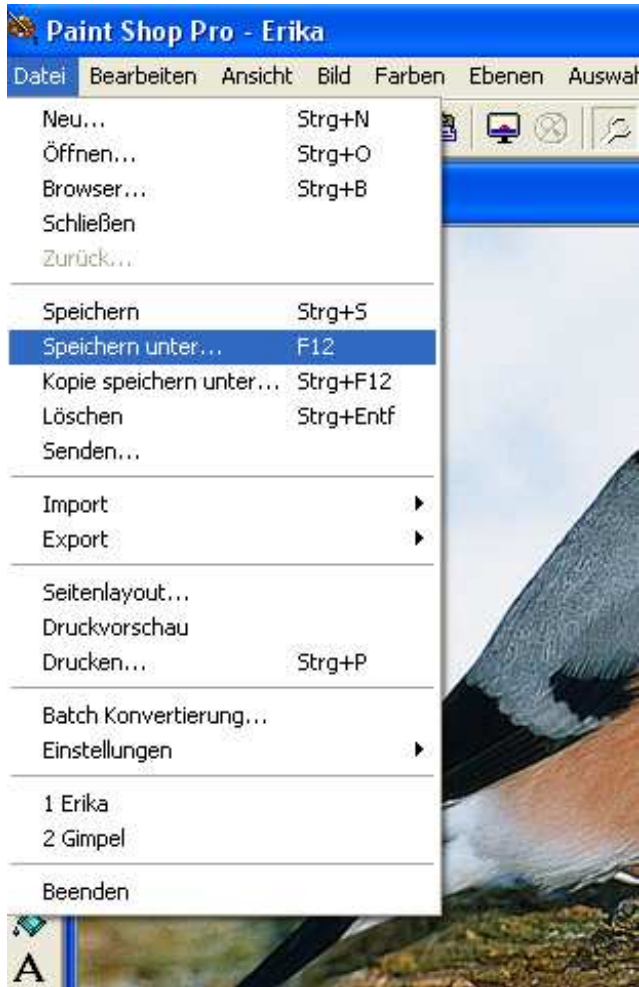 Paint Shop Pro - Erika
Datei Bearbeiten Ansicht Bild Farben Ebenen
Neu... Strg+N
Öffnen... Strg+O
Browser... Strg+B
Schließen
Zurück...
Speichern Strg+S
Speichern unter... F12
Kopie speichern unter... Strg+F12
Löschen Strg+Entf
Senden...
Import
Export
Seitenlayout...
Druckvorschau
Drucken... Strg+P
Batch Konvertierung...
Einstellungen
1 Erika
2 Gimpel
Beenden
A